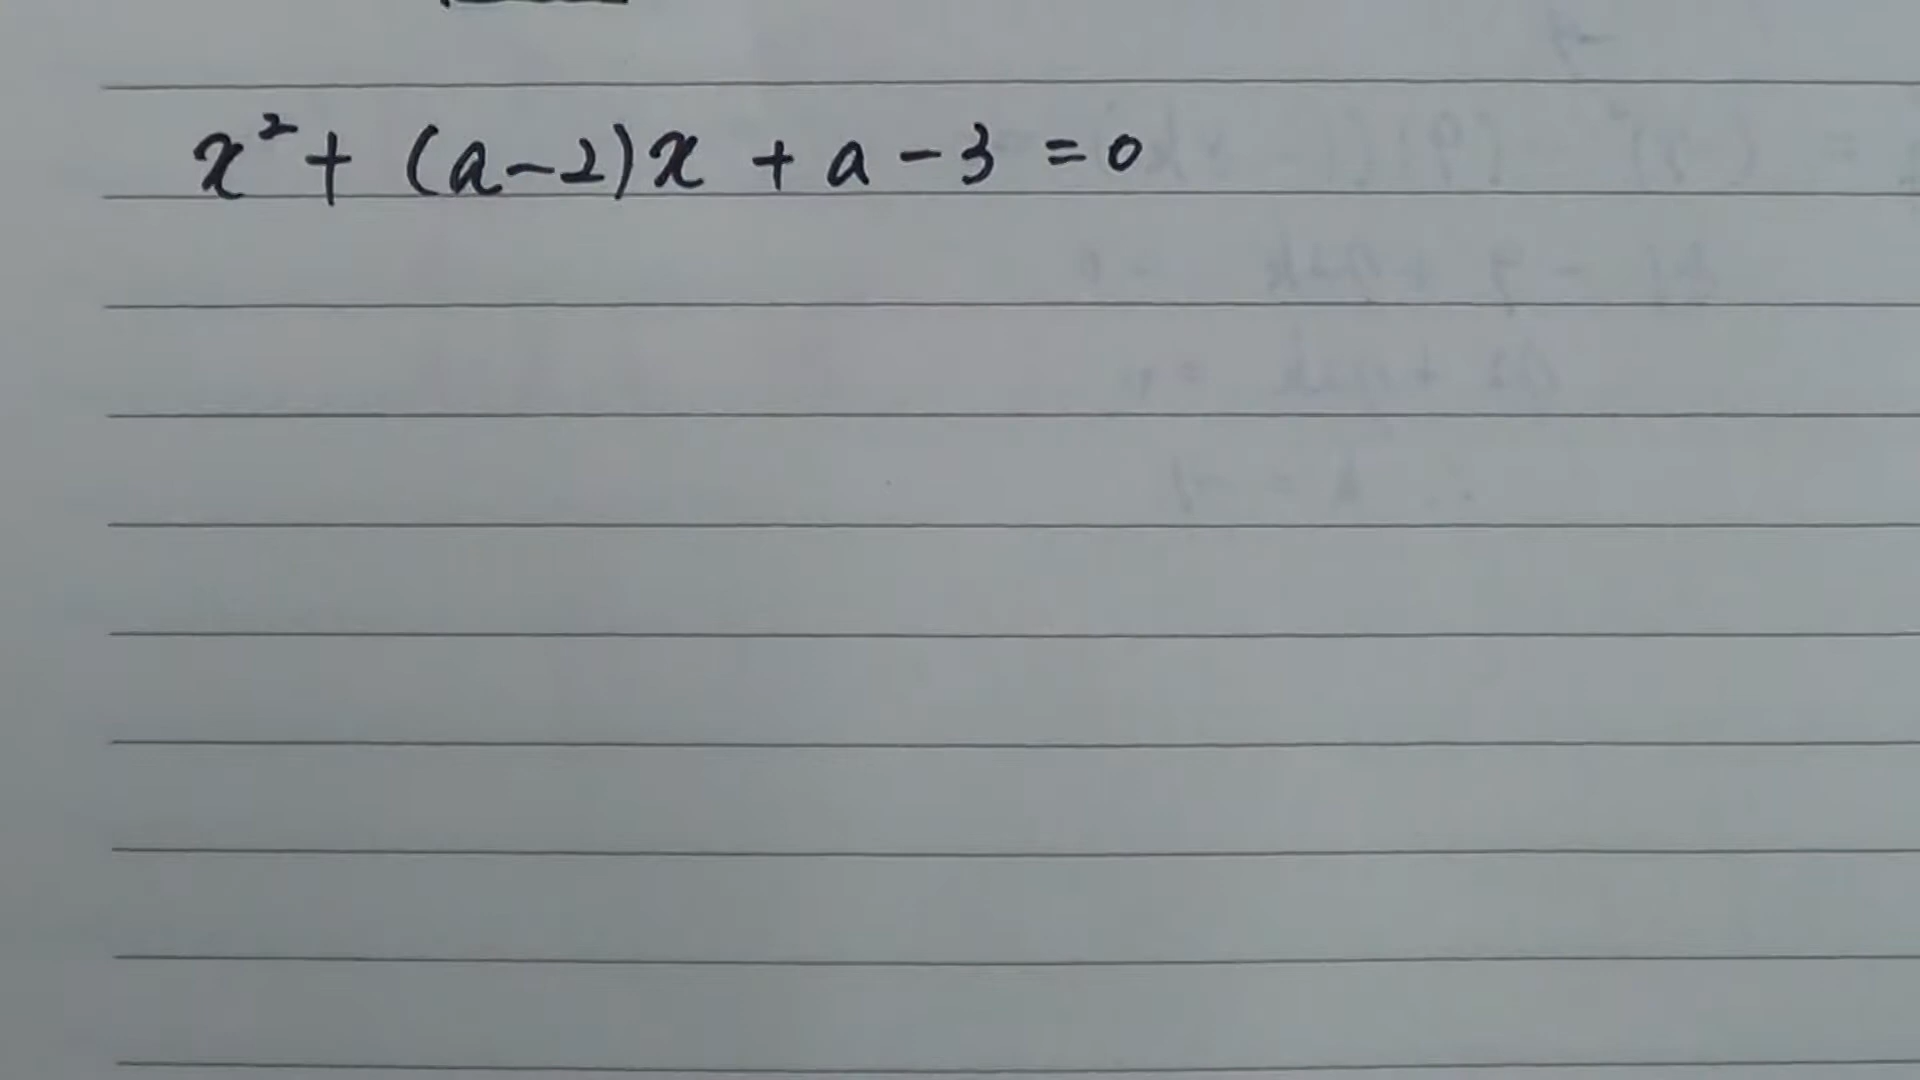 x² + (a-2)x + a - 3 = 0